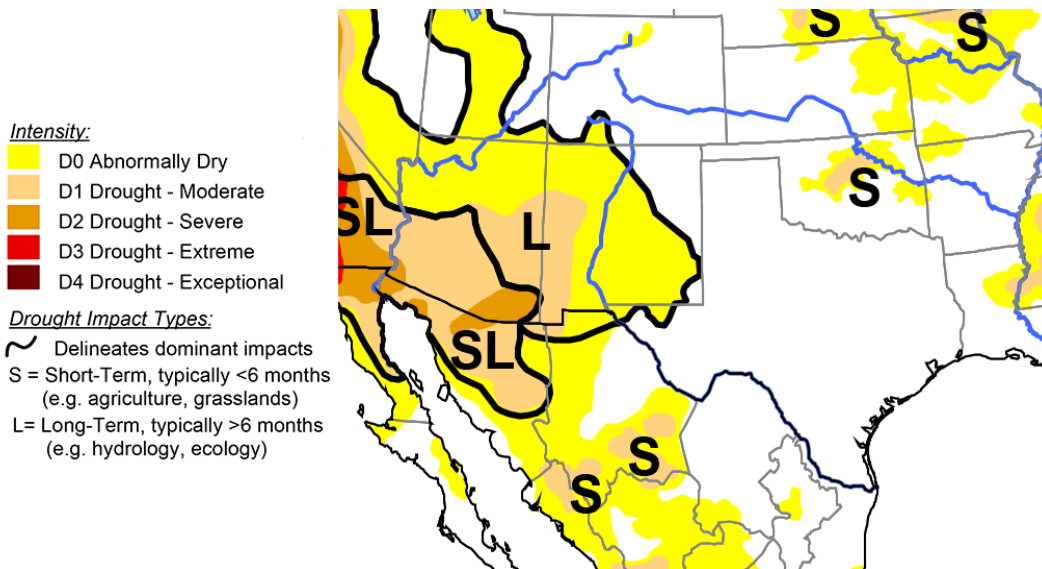 Intensity:
D0 Abnormally Dry
D1 Drought - Moderate
D2 Drought - Severe
D3 Drought - Extreme
D4 Drought - Exceptional
Drought Impact Types:
Delineates dominant impacts
S = Short-Term, typically <6 months
(e.g. agriculture, grasslands)
L= Long-Term, typically >6 months
(e.g. hydrology, ecology)
S
S
S
SL
L
SL
S
S